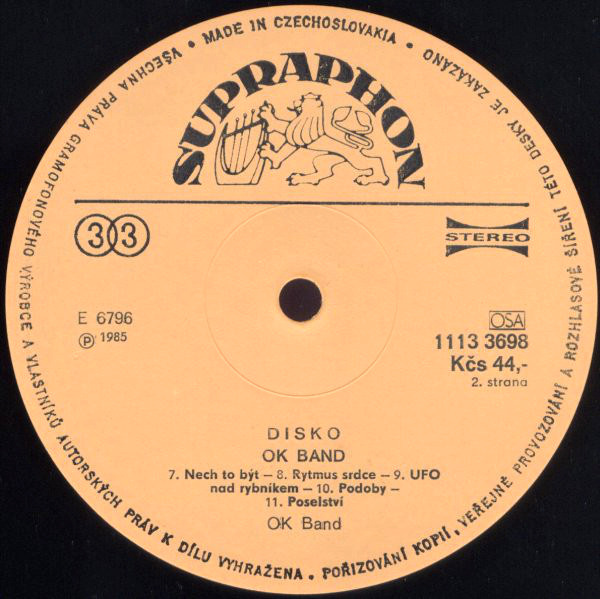 MADE IN CZECHOSLOVAKIA •
VŠECHNA PRÁVA GRAMOFONOVÉHO VÝROBCE A VLASTNÍKŮ AUTORSKÝCH PRÁV K DÍLU VYHRAŽENA • POŘIZOVÁNÍ KOPIÍ, VEŘEJNÉ PROVOZOVÁNÍ A ROZHLASOVÉ ŠÍŘENÍ TÉTO DESKY JE ZAKÁZÁNO •
SUPRAPHON
33
STEREO
E 6796
Ⓟ 1985
OSA
1113 3698
Kčs 44,-
2. strana
DISKO
OK BAND
7. Nech to být – 8. Rytmus srdce – 9. UFO
nad rybníkem – 10. Podoby –
11. Poselství
OK Band